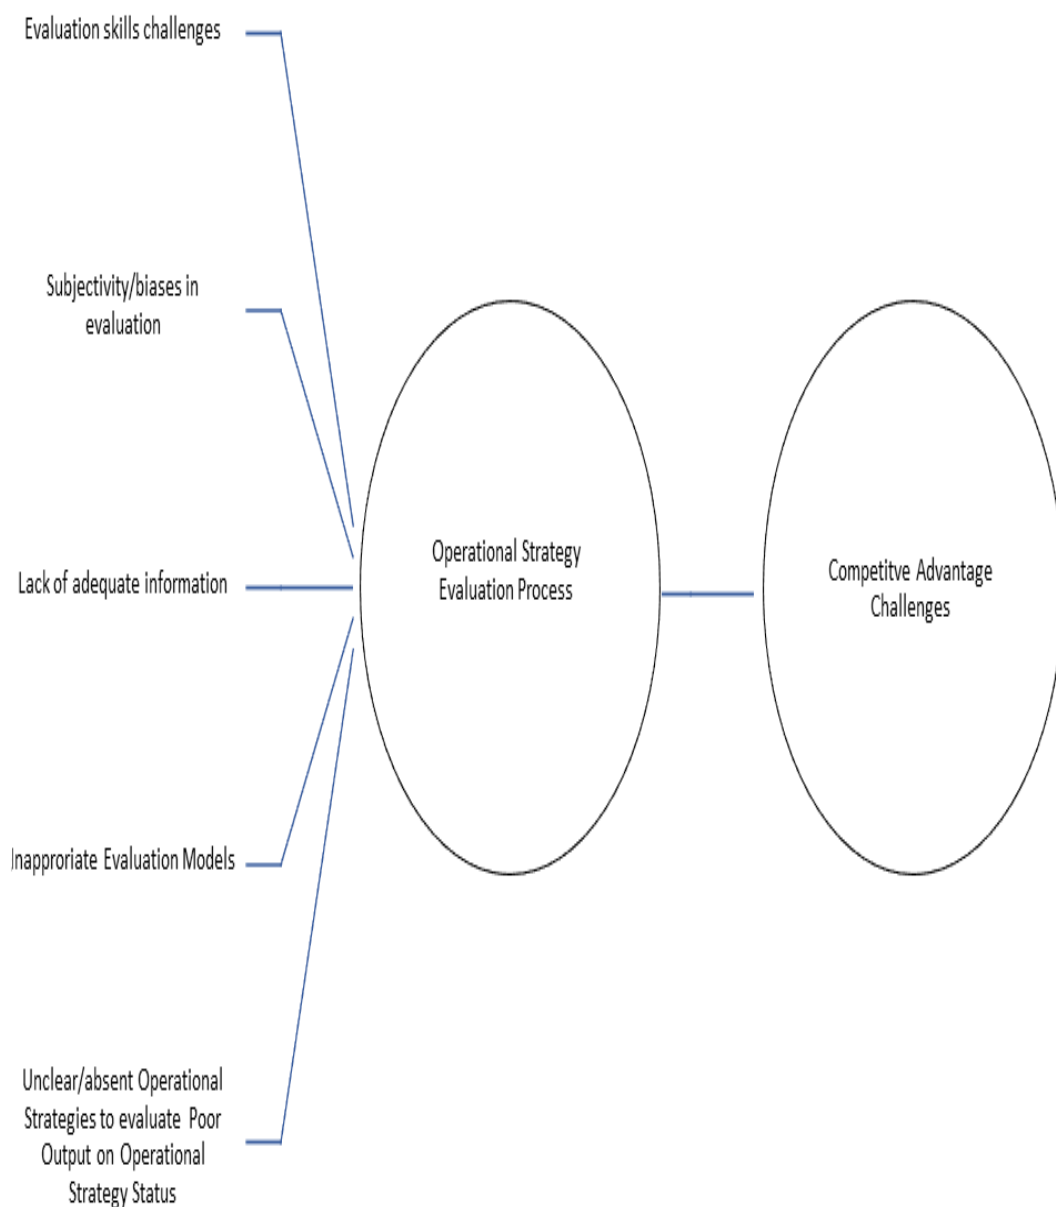 Evaluation skills challenges
Subjectivity/biases in
evaluation
Lack of adequate information
Inapproriate Evaluation Models
Unclear/absent Operational
Strategies to evaluate Poor
Output on Operational
Strategy Status
Operational Strategy
Evaluation Process
Competitve Advantage
Challenges